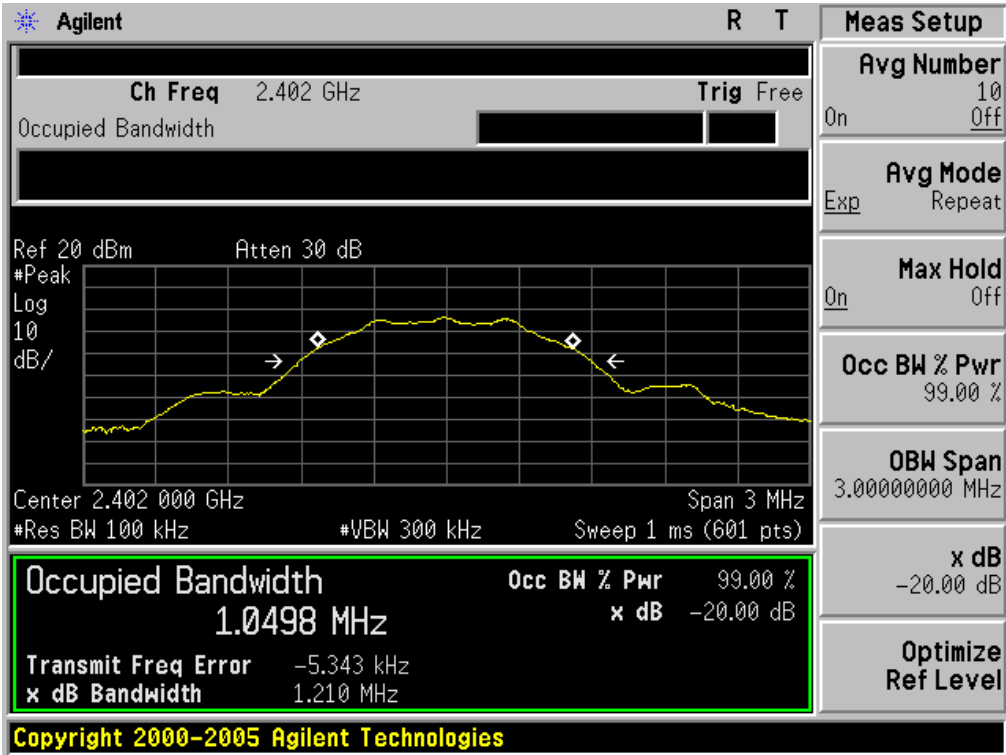 Agilent R T
Ch Freq 2.402 GHz Trig Free
Occupied Bandwidth
Ref 20 dBm Atten 30 dB
#Peak
Log
10
dB/
Center 2.402 000 GHz Span 3 MHz
#Res BW 100 kHz #VBW 300 kHz Sweep 1 ms (601 pts)
Occupied Bandwidth
1.0498 MHz
Occ BW % Pwr 99.00 %
x dB -20.00 dB
Transmit Freq Error -5.343 kHz
x dB Bandwidth 1.210 MHz
Copyright 2000-2005 Agilent Technologies
Meas Setup
Avg Number
10
On Off
Avg Mode
Exp Repeat
Max Hold
On Off
Occ BW % Pwr
99.00 %
OBW Span
3.00000000 MHz
x dB
-20.00 dB
Optimize
Ref Level